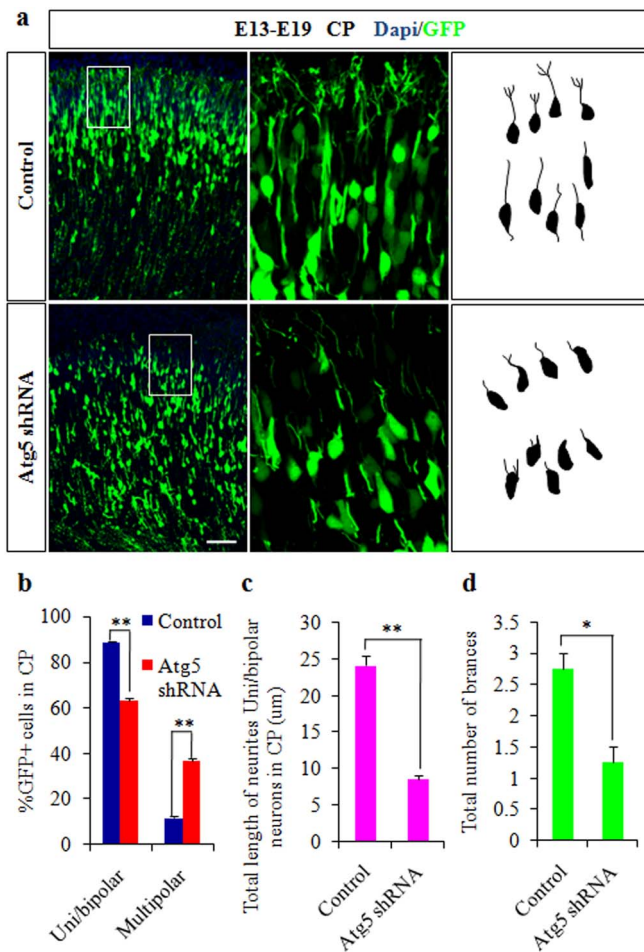 a
E13-E19 CP Dapi/GFP
Control
Atg5 shRNA
b
%GFP+ cells in CP
100
80
60
40
20
0
**
**
Control
Atg5
shRNA
Uni/bipolar
Multipolar
c
Total length of neurites Uni/bipolar
neurons in CP (um)
30
25
20
15
10
5
0
**
Control
Atg5 shRNA
d
Total number of brances
3.5
3
2.5
2
1.5
1
0.5
0
*
Control
Atg5 shRNA